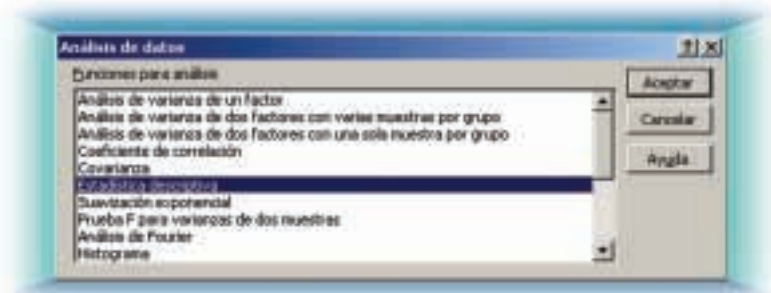 Análisis de datos
Funciones para análisis
Análisis de varianza de un factor
Análisis de varianza de dos factores con varias muestras por grupo
Análisis de varianza de dos factores con una sola muestra por grupo
Coeficiente de correlación
Covarianza
Estadística descriptiva
Suavización exponencial
Prueba F para varianzas de dos muestras
Análisis de Fourier
Histograma
Aceptar
Cancelar
Ayuda